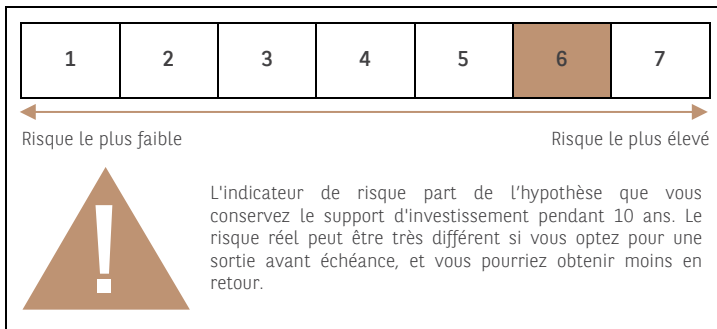 1 2 3 4 5 6 7
Risque le plus faible Risque le plus élevé
!
L'indicateur de risque part de l’hypothèse que vous
conservez le support d'investissement pendant 10 ans. Le
risque réel peut être très différent si vous optez pour une
sortie avant échéance, et vous pourriez obtenir moins en
retour.